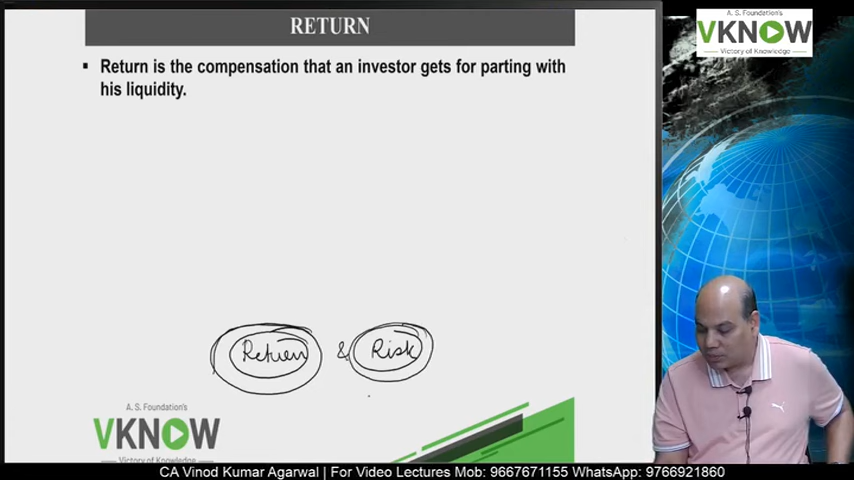 RETURN
A. S. Foundation's
VKNOW
Victory of Knowledge
▪ Return is the compensation that an investor gets for parting with
his liquidity.
Return & Risk
A. S. Foundation's
VKNOW
Victory of Knowledge
CA Vinod Kumar Agarwal | For Video Lectures Mob: 9667671155 WhatsApp: 9766921860